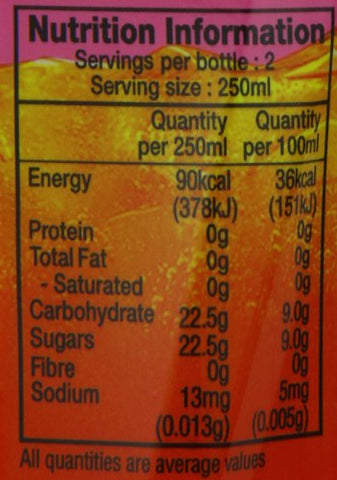 Nutrition Information
Servings per bottle : 2
Serving size : 250ml
Quantity Quantity
per 250ml per 100ml
Energy 90kcal 36kcal
(378kJ) (151kJ)
Protein 0g 0g
Total Fat 0g 0g
- Saturated 0g 0g
Carbohydrate 22.5g 9.0g
Sugars 22.5g 9.0g
Fibre 0g 0g
Sodium 13mg 5mg
(0.013g) (0.005g)
All quantities are average values